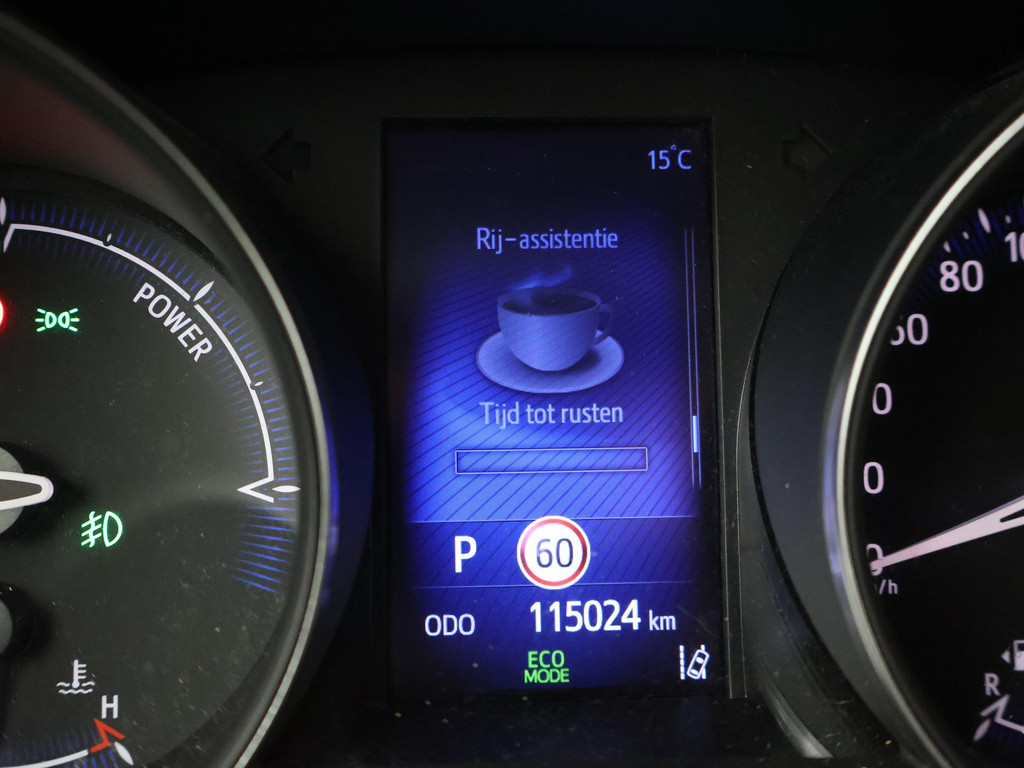 15°C
Rij-assistentie
POWER
Tijd tot rusten
P
60
ODO 115024 km
ECO
MODE
H
80
R